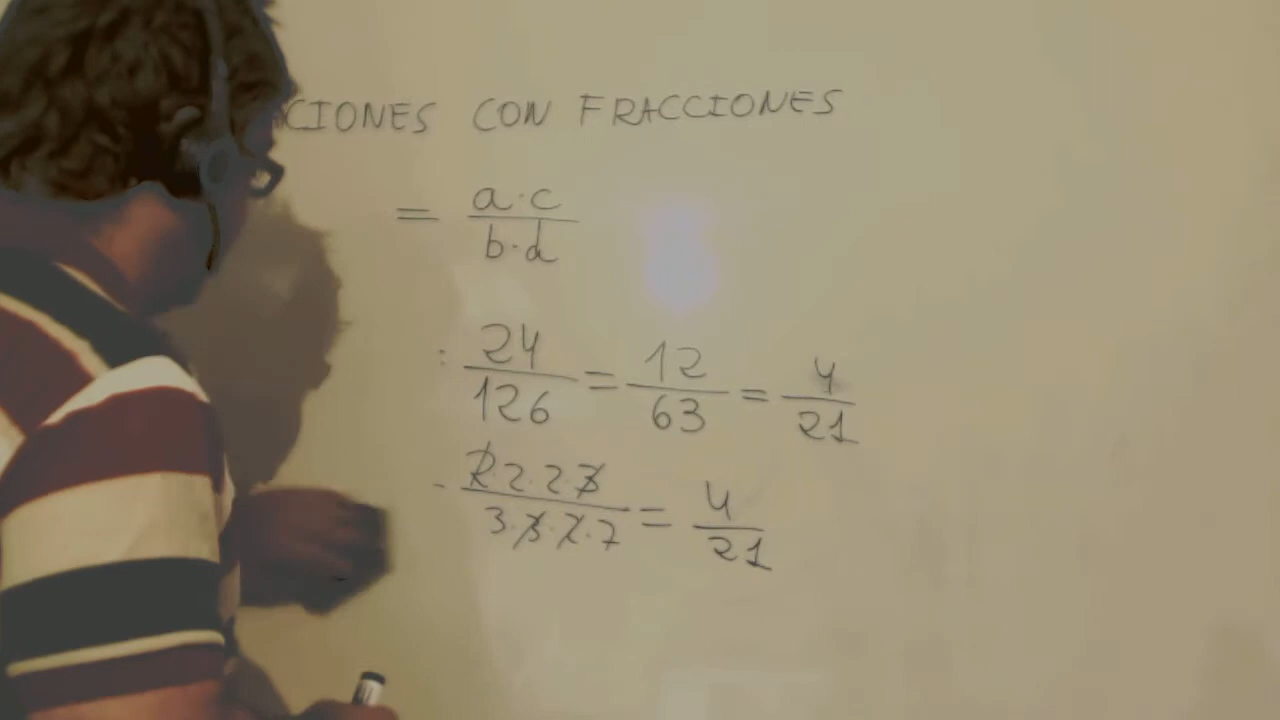 CIONES CON FRACCIONES
= a·c / b·d
: 24 / 126 = 12 / 63 = 4 / 21
- 2 2·2·3 / 3·3·2·7 = 4 / 21